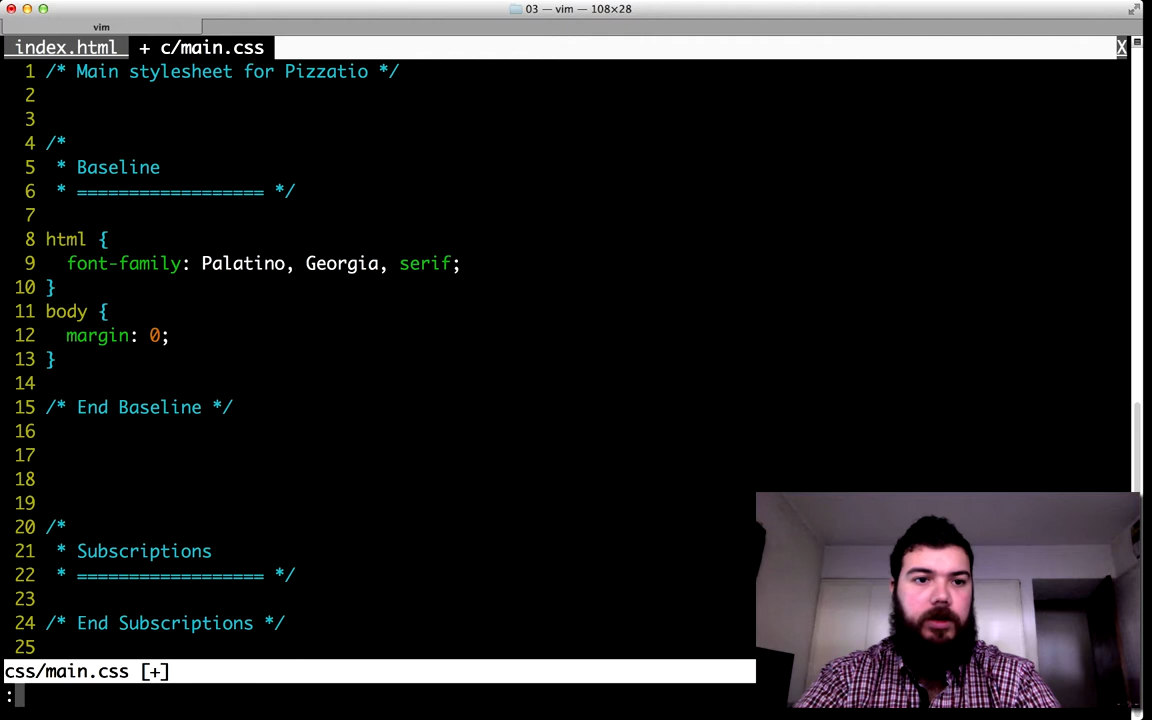 03 — vim — 108×28
vim
index.html + c/main.css X
1 /* Main stylesheet for Pizzatio */
2
3
4 /*
5  * Baseline
6  * ================== */
7
8 html {
9   font-family: Palatino, Georgia, serif;
10 }
11 body {
12   margin: 0;
13 }
14
15 /* End Baseline */
16
17
18
19
20 /*
21  * Subscriptions
22  * ================== */
23
24 /* End Subscriptions */
25
css/main.css [+]
: